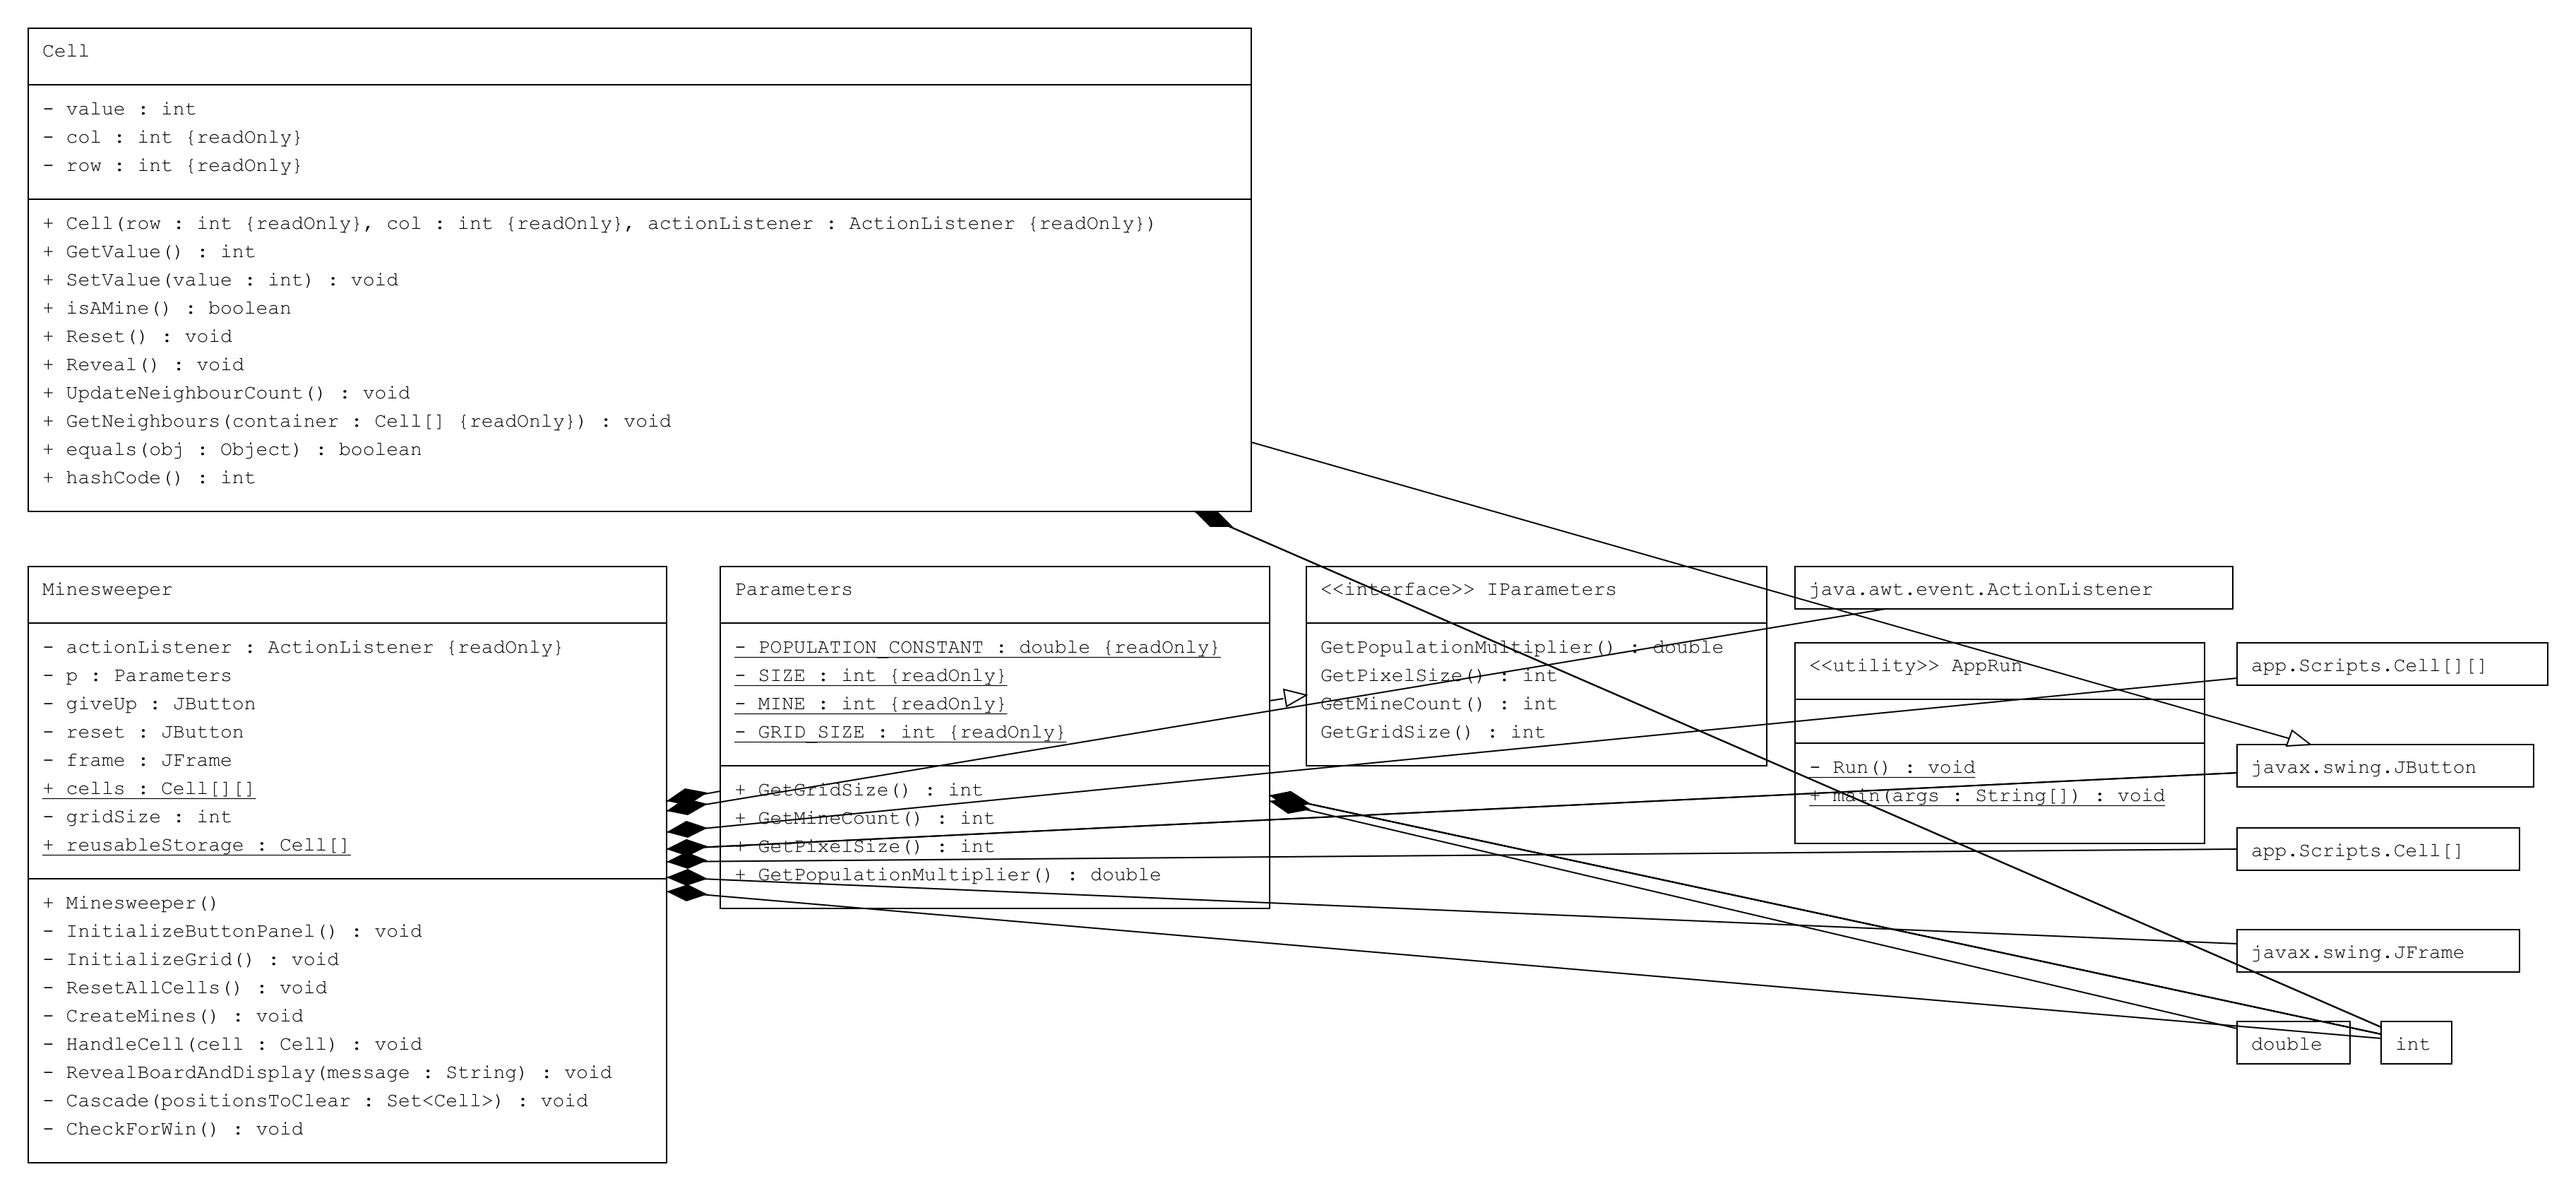 Cell
- value : int
- col : int {readOnly}
- row : int {readOnly}
+ Cell(row : int {readOnly}, col : int {readOnly}, actionListener : ActionListener {readOnly})
+ GetValue() : int
+ SetValue(value : int) : void
+ isAMine() : boolean
+ Reset() : void
+ Reveal() : void
+ UpdateNeighbourCount() : void
+ GetNeighbours(container : Cell[] {readOnly}) : void
+ equals(obj : Object) : boolean
+ hashCode() : int
Minesweeper
- actionListener : ActionListener {readOnly}
- p : Parameters
- giveUp : JButton
- reset : JButton
- frame : JFrame
+ cells : Cell[][]
- gridSize : int
+ reusableStorage : Cell[]
+ Minesweeper()
- InitializeButtonPanel() : void
- InitializeGrid() : void
- ResetAllCells() : void
- CreateMines() : void
- HandleCell(cell : Cell) : void
- RevealBoardAndDisplay(message : String) : void
- Cascade(positionsToClear : Set<Cell>) : void
- CheckForWin() : void
Parameters
- POPULATION_CONSTANT : double {readOnly}
- SIZE : int {readOnly}
- MINE : int {readOnly}
- GRID_SIZE : int {readOnly}
+ GetGridSize() : int
+ GetMineCount() : int
+ GetPixelSize() : int
+ GetPopulationMultiplier() : double
<<interface>> IParameters
GetPopulationMultiplier() : double
GetPixelSize() : int
GetMineCount() : int
GetGridSize() : int
java.awt.event.ActionListener
<<utility>> AppRun
- Run() : void
+ main(args : String[]) : void
app.Scripts.Cell[][]
javax.swing.JButton
app.Scripts.Cell[]
javax.swing.JFrame
double
int